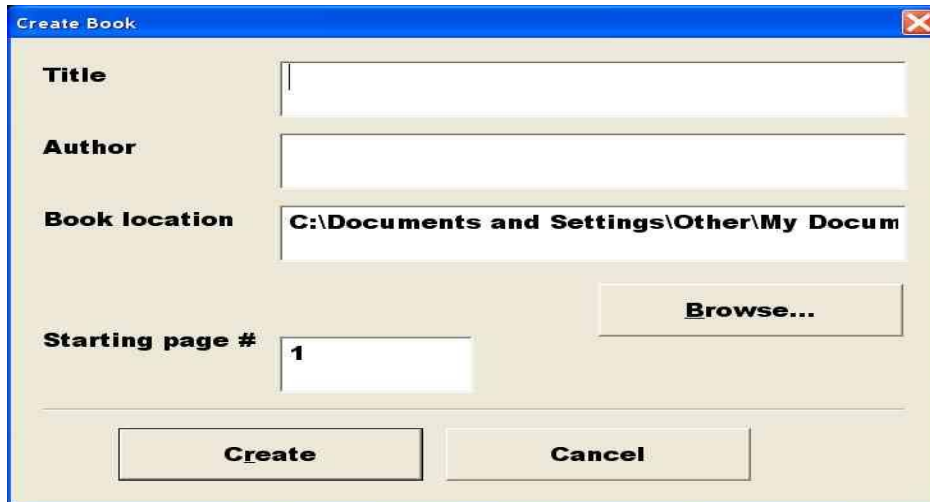 Create Book
Title
Author
Book location C:\Documents and Settings\Other\My Docum
Browse...
Starting page # 1
Create Cancel